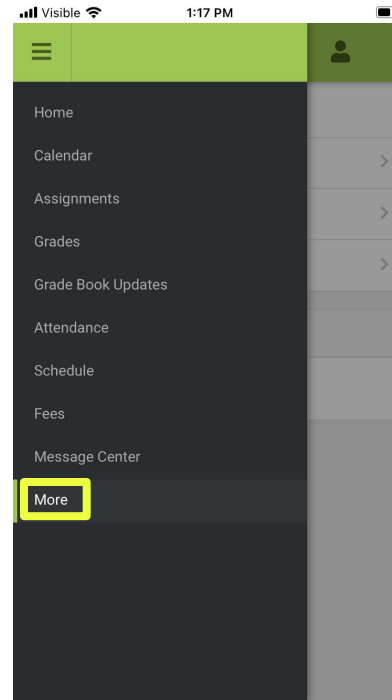 Visible 1:17 PM
Home
Calendar
Assignments
Grades
Grade Book Updates
Attendance
Schedule
Fees
Message Center
More